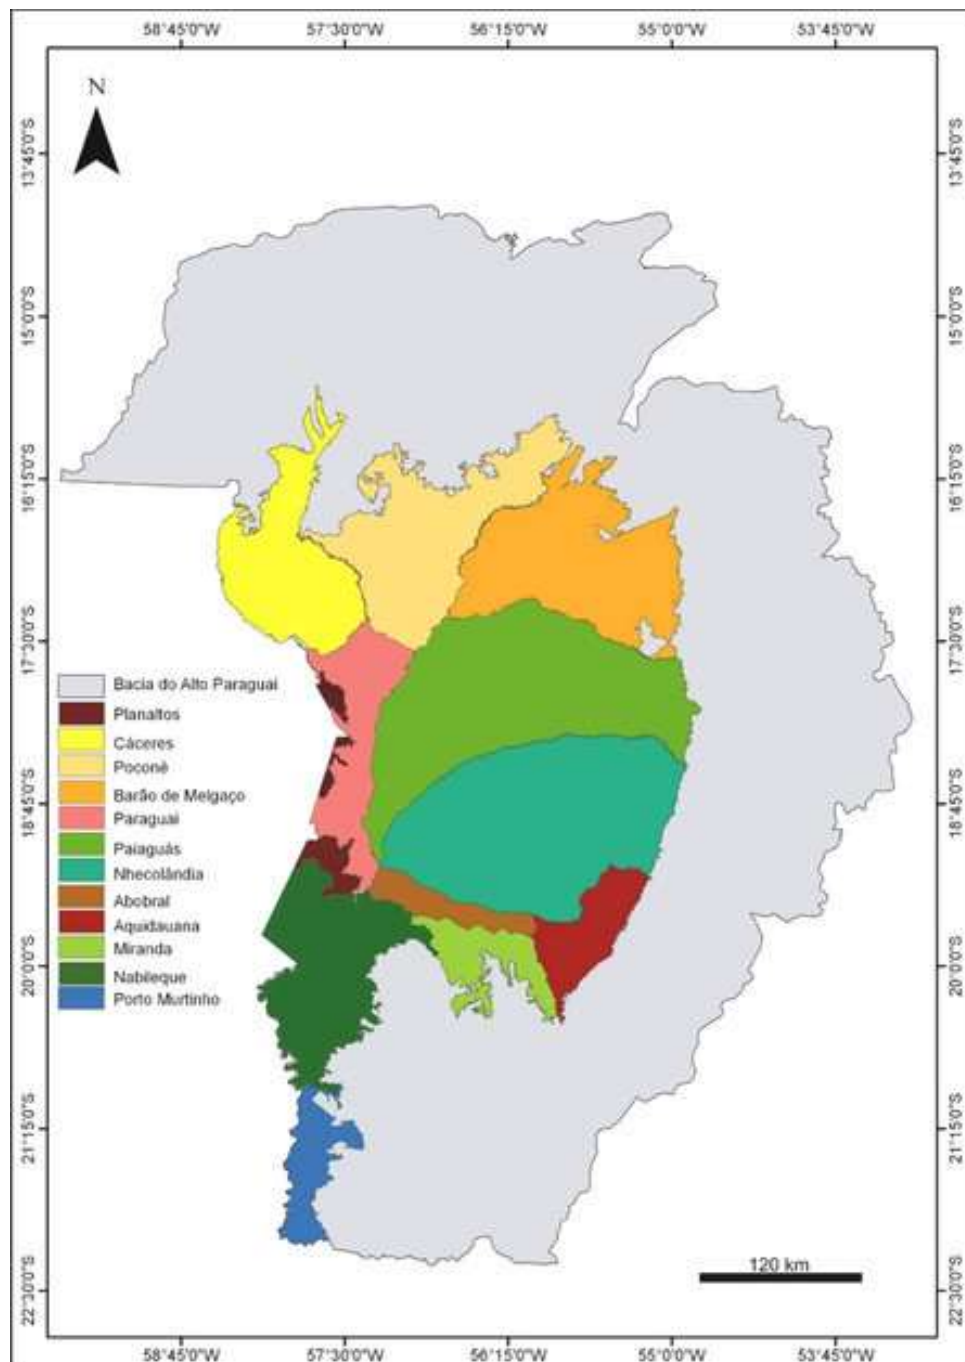 58°45'0"W 57°30'0"W 56°15'0"W 55°0'0"W 53°45'0"W
N
13°45'0"S 13°45'0"S
15°0'0"S 15°0'0"S
16°15'0"S 16°15'0"S
17°30'0"S 17°30'0"S
Bacia do Alto Paraguai
Planaltos
Cáceres
Poconé
Barão de Melgaço
Paraguai
Paiaguás
Nhecolândia
Abobral
Aquidauana
Miranda
Nabileque
Porto Murtinho
18°45'0"S 18°45'0"S
20°0'0"S 20°0'0"S
21°15'0"S 21°15'0"S
120 km
22°30'0"S 22°30'0"S
58°45'0"W 57°30'0"W 56°15'0"W 55°0'0"W 53°45'0"W